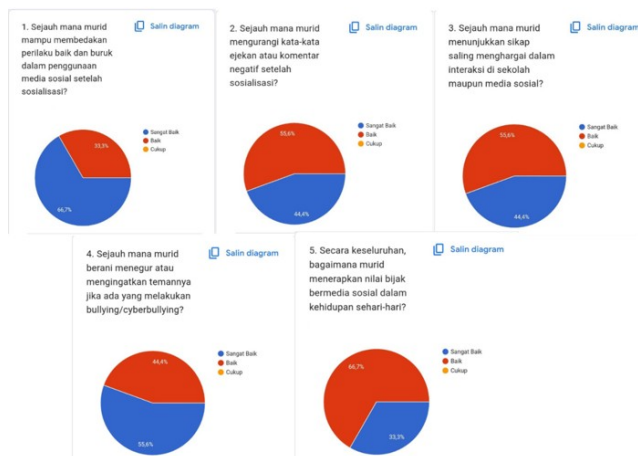 1. Sejauh mana murid
mampu membedakan
perilaku baik dan buruk
dalam penggunaan
media sosial setelah
sosialisasi?
Salin diagram
Sangat Baik
Baik
Cukup
33,3%
66,7%
2. Sejauh mana murid
mengurangi kata-kata
ejekan atau komentar
negatif setelah
sosialisasi?
Salin diagram
Sangat Baik
Baik
Cukup
55,6%
44,4%
3. Sejauh mana murid
menunjukkan sikap
saling menghargai dalam
interaksi di sekolah
maupun media sosial?
Salin diagram
Sangat Baik
Baik
Cukup
55,6%
44,4%
4. Sejauh mana murid
berani menegur atau
mengingatkan temannya
jika ada yang melakukan
bullying/cyberbullying?
Salin diagram
Sangat Baik
Baik
Cukup
44,4%
55,6%
5. Secara keseluruhan,
bagaimana murid
menerapkan nilai bijak
bermedia sosial dalam
kehidupan sehari-hari?
Salin diagram
Sangat Baik
Baik
Cukup
66,7%
33,3%